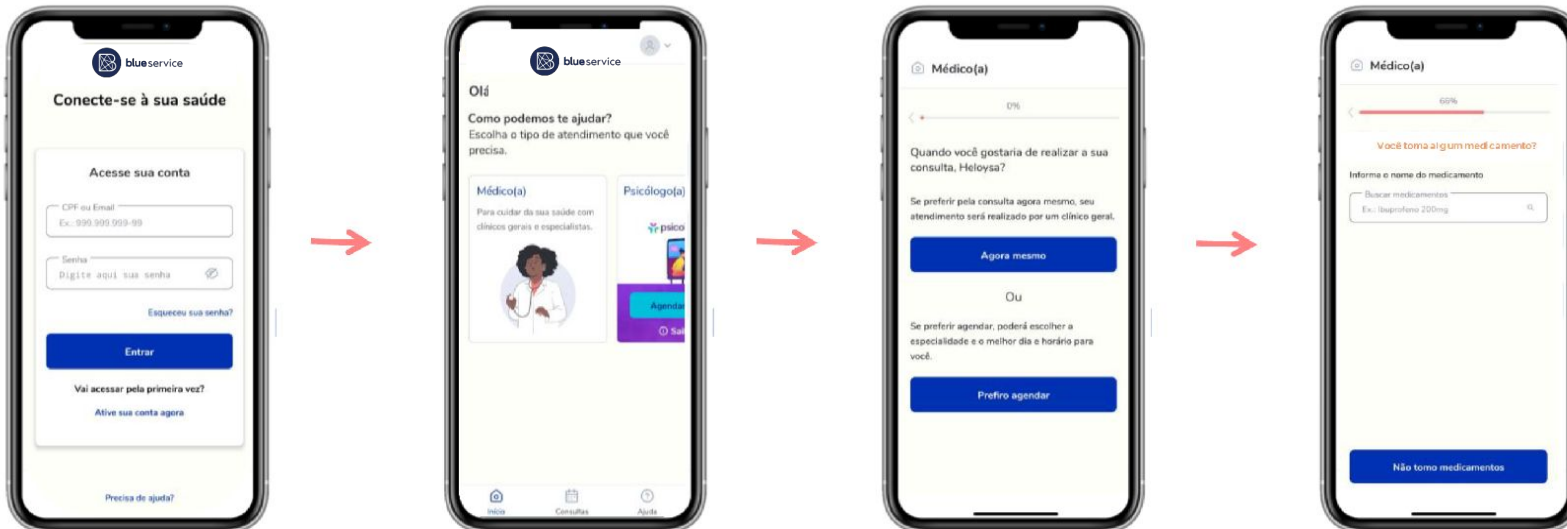 blueservice
Conecte-se à sua saúde
Acesse sua conta
CPF ou Email
Ex.: 999.999.999-99
Senha
Digite aqui sua senha
Esqueceu sua senha?
Entrar
Vai acessar pela primeira vez?
Ative sua conta agora
Precisa de ajuda?
blueservice
Olá
Como podemos te ajudar?
Escolha o tipo de atendimento que você
precisa.
Médico(a)
Para cuidar da sua saúde com
clínicos gerais e especialistas.
Psicólogo(a)
psico
Agendar
Início
Consultas
Ajuda
Médico(a)
0%
Quando você gostaria de realizar a sua
consulta, Heloysa?
Se preferir pela consulta agora mesmo, seu
atendimento será realizado por um clínico geral.
Agora mesmo
Ou
Se preferir agendar, poderá escolher a
especialidade e o melhor dia e horário para
você.
Prefiro agendar
Médico(a)
66%
Você toma algum medicamento?
Informe o nome do medicamento
Buscar medicamentos
Ex.: Ibuprofeno 200mg
Não tomo medicamentos